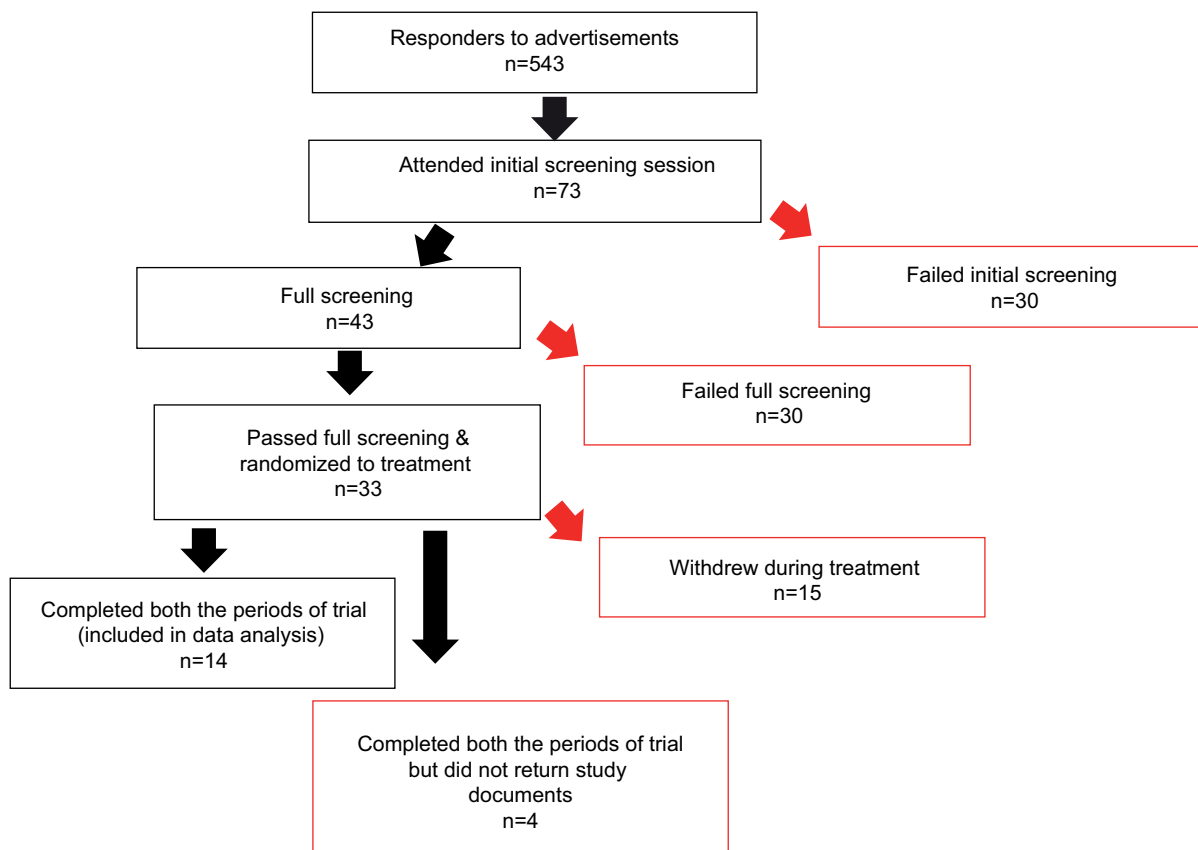 Responders to advertisements
n=543
Attended initial screening session
n=73
Failed initial screening
n=30
Full screening
n=43
Failed full screening
n=30
Passed full screening &
randomized to treatment
n=33
Withdrew during treatment
n=15
Completed both the periods of trial
(included in data analysis)
n=14
Completed both the periods of trial
but did not return study
documents
n=4